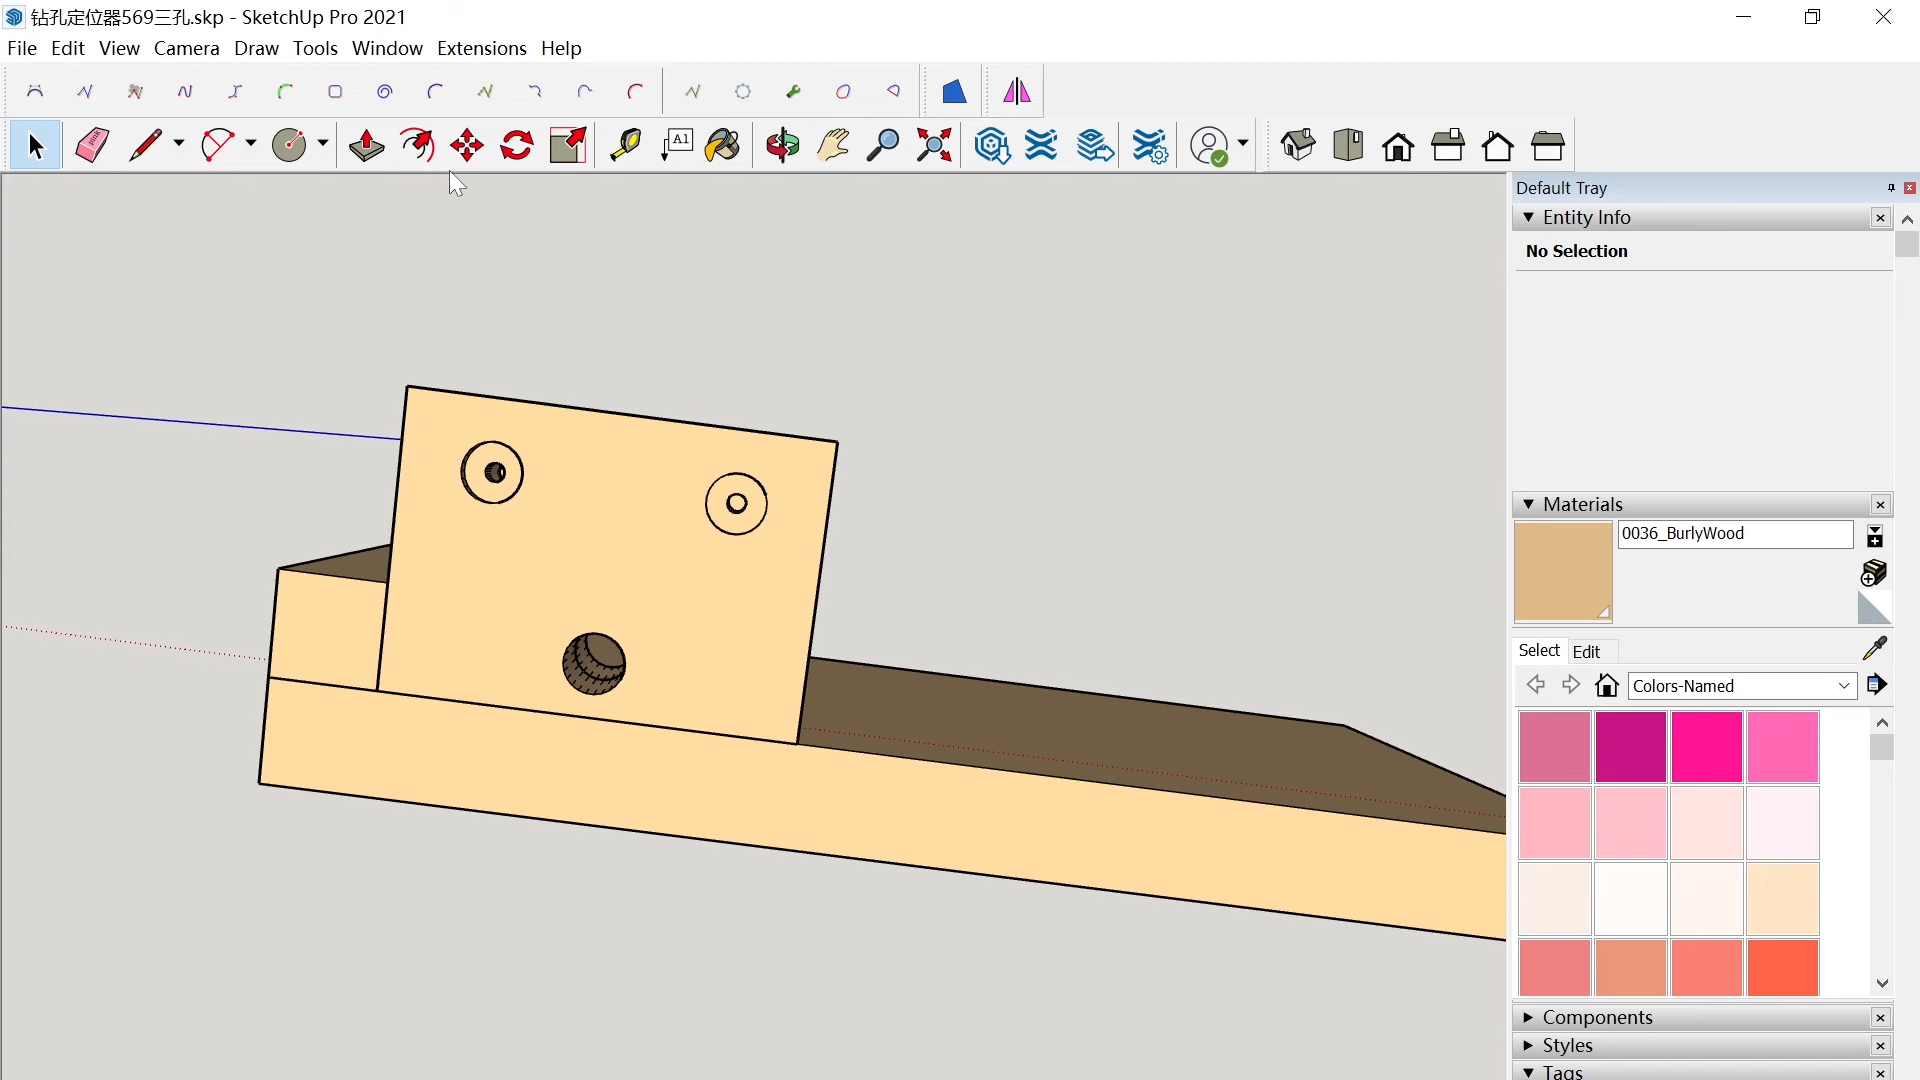 钻孔定位器569三孔.skp - SketchUp Pro 2021
File Edit View Camera Draw Tools Window Extensions Help
A1
Default Tray
Entity Info
No Selection
Materials
0036_BurlyWood
Select Edit
Colors-Named
Components
Styles
Tags